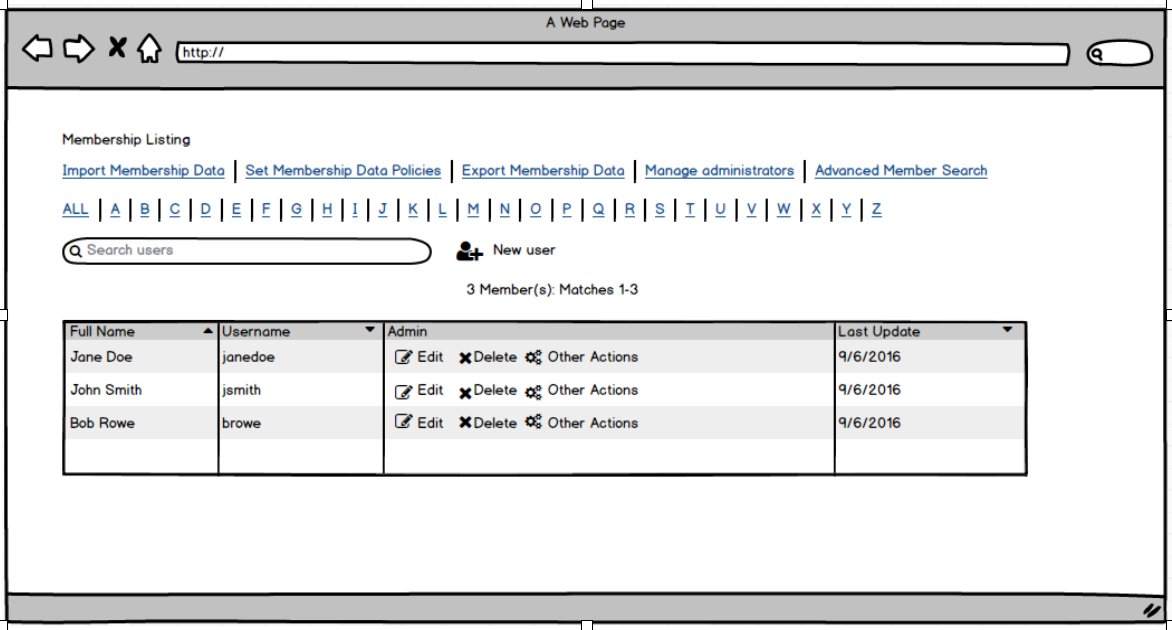 A Web Page
http://
Membership Listing
Import Membership Data | Set Membership Data Policies | Export Membership Data | Manage administrators | Advanced Member Search
ALL | A | B | C | D | E | F | G | H | I | J | K | L | M | N | O | P | Q | R | S | T | U | V | W | X | Y | Z
Search users New user
3 Member(s): Matches 1-3
Full Name Username Admin Last Update
Jane Doe janedoe Edit Delete Other Actions 9/6/2016
John Smith jsmith Edit Delete Other Actions 9/6/2016
Bob Rowe browe Edit Delete Other Actions 9/6/2016